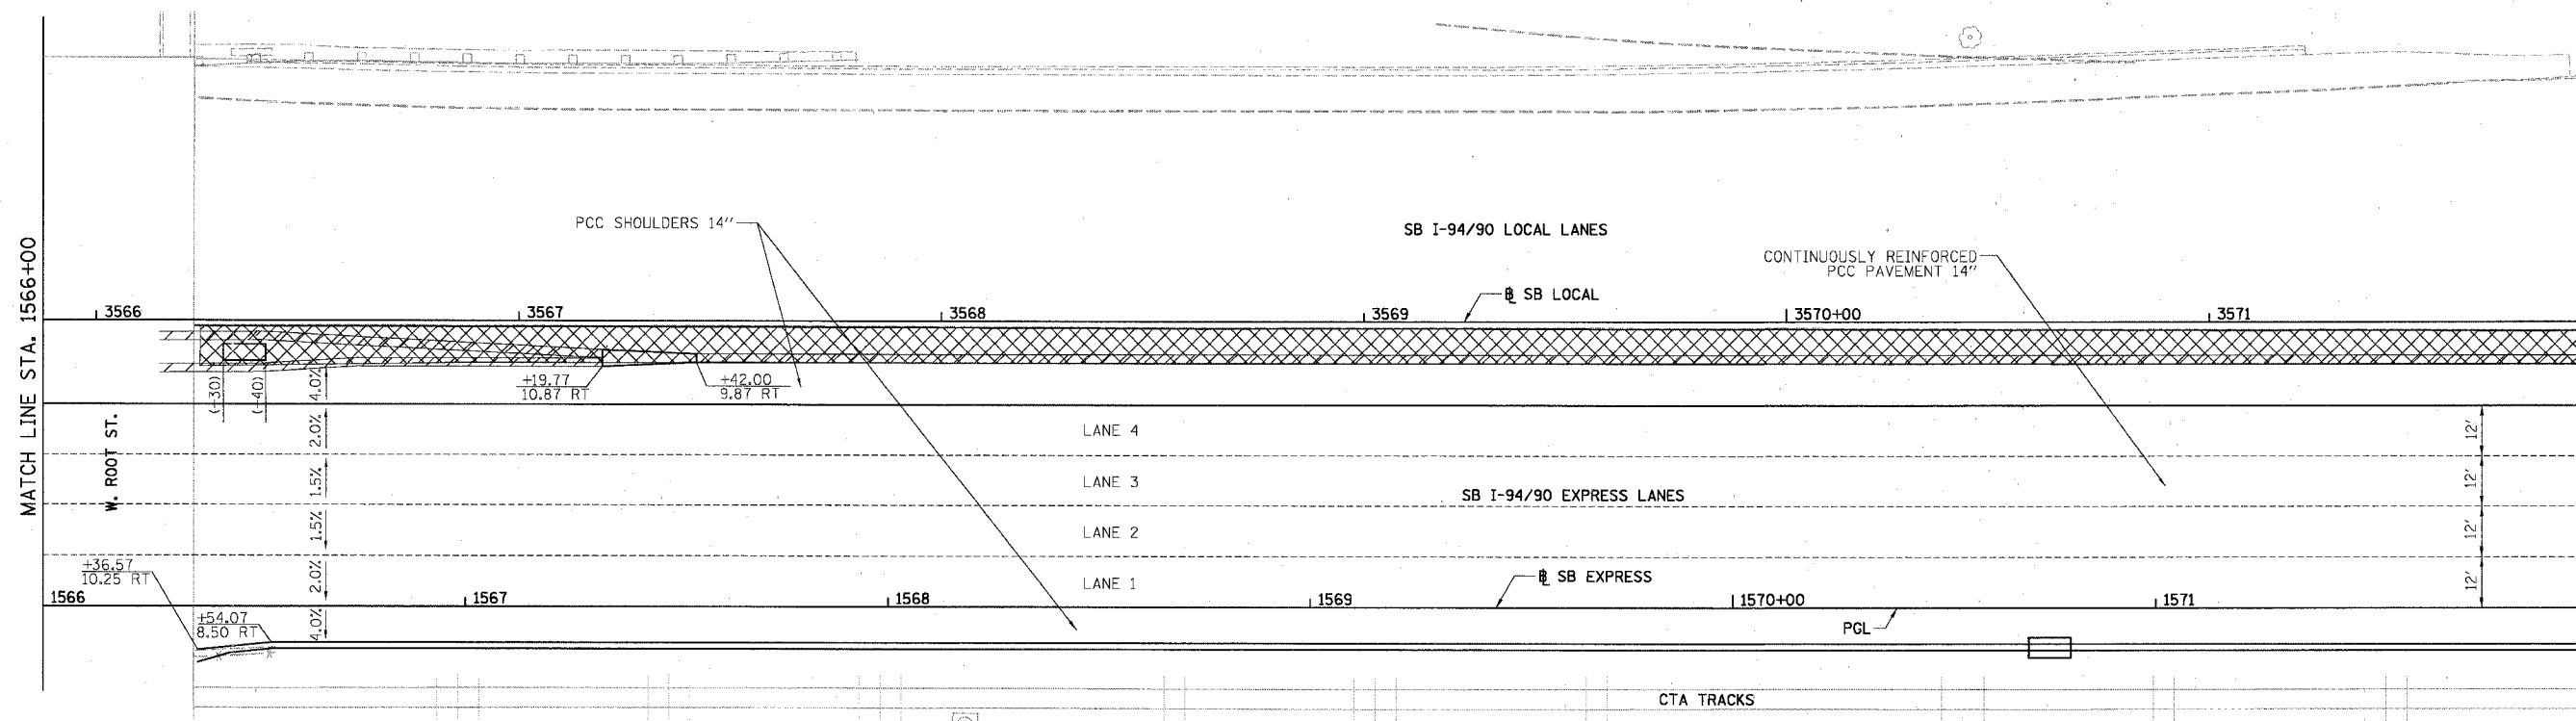 MATCH LINE STA. 1566+00
W. ROOT ST.
PCC SHOULDERS 14"
SB I-94/90 LOCAL LANES
CONTINUOUSLY REINFORCED
PCC PAVEMENT 14"
℄ SB LOCAL
3566
3567
3568
3569
3570+00
3571
(+30)
(+40)
+19.77
10.87 RT
+42.00
9.87 RT
4.0%
2.0%
1.5%
1.5%
2.0%
4.0%
LANE 4
LANE 3
SB I-94/90 EXPRESS LANES
LANE 2
LANE 1
12'
12'
12'
12'
+36.57
10.25 RT
℄ SB EXPRESS
1566
1567
1568
1569
1570+00
1571
+54.07
8.50 RT
PGL
CTA TRACKS